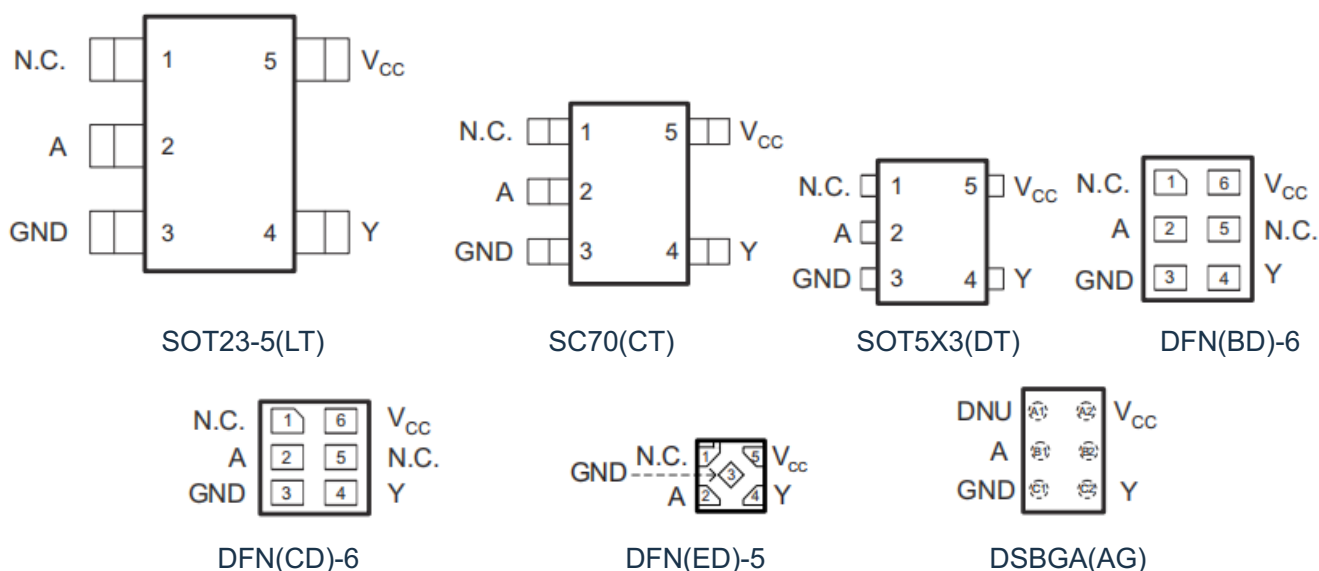 N.C. 1 5 VCC
A 2
GND 3 4 Y
SOT23-5(LT)
N.C. 1 5 VCC
A 2
GND 3 4 Y
SC70(CT)
N.C. 1 5 VCC
A 2
GND 3 4 Y
SOT5X3(DT)
N.C. 1 6 VCC
A 2 5 N.C.
GND 3 4 Y
DFN(BD)-6
N.C. 1 6 VCC
A 2 5 N.C.
GND 3 4 Y
DFN(CD)-6
N.C. 1 5 VCC
GND 3
A 2 4 Y
DFN(ED)-5
DNU A1 A2 VCC
A B1 B2
GND C1 C2 Y
DSBGA(AG)